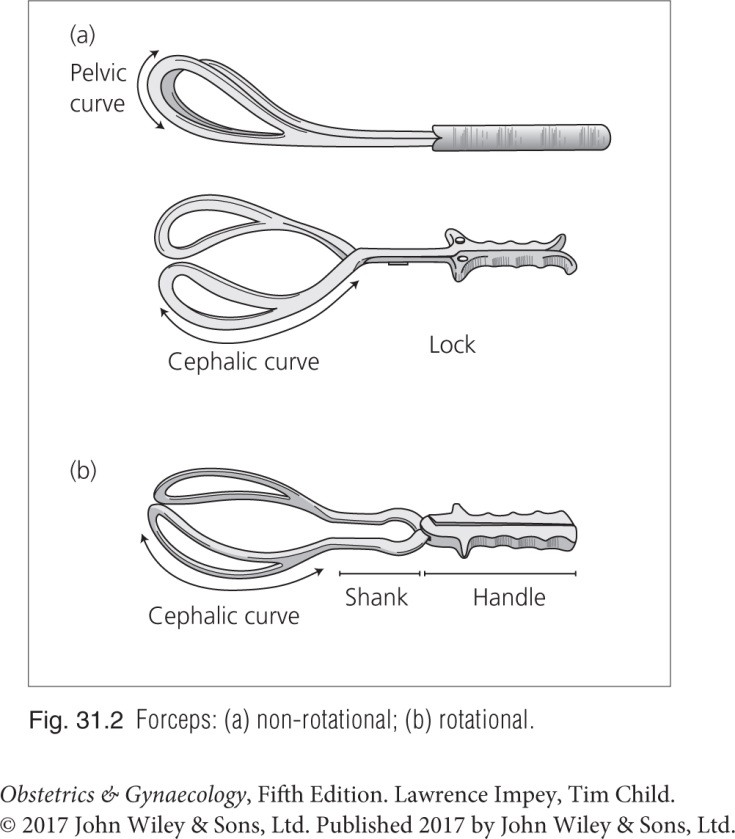 (a)
Pelvic
curve
Cephalic curve
Lock
(b)
Cephalic curve
Shank
Handle
Fig. 31.2 Forceps: (a) non-rotational; (b) rotational.
Obstetrics & Gynaecology, Fifth Edition. Lawrence Impey, Tim Child.
© 2017 John Wiley & Sons, Ltd. Published 2017 by John Wiley & Sons, Ltd.